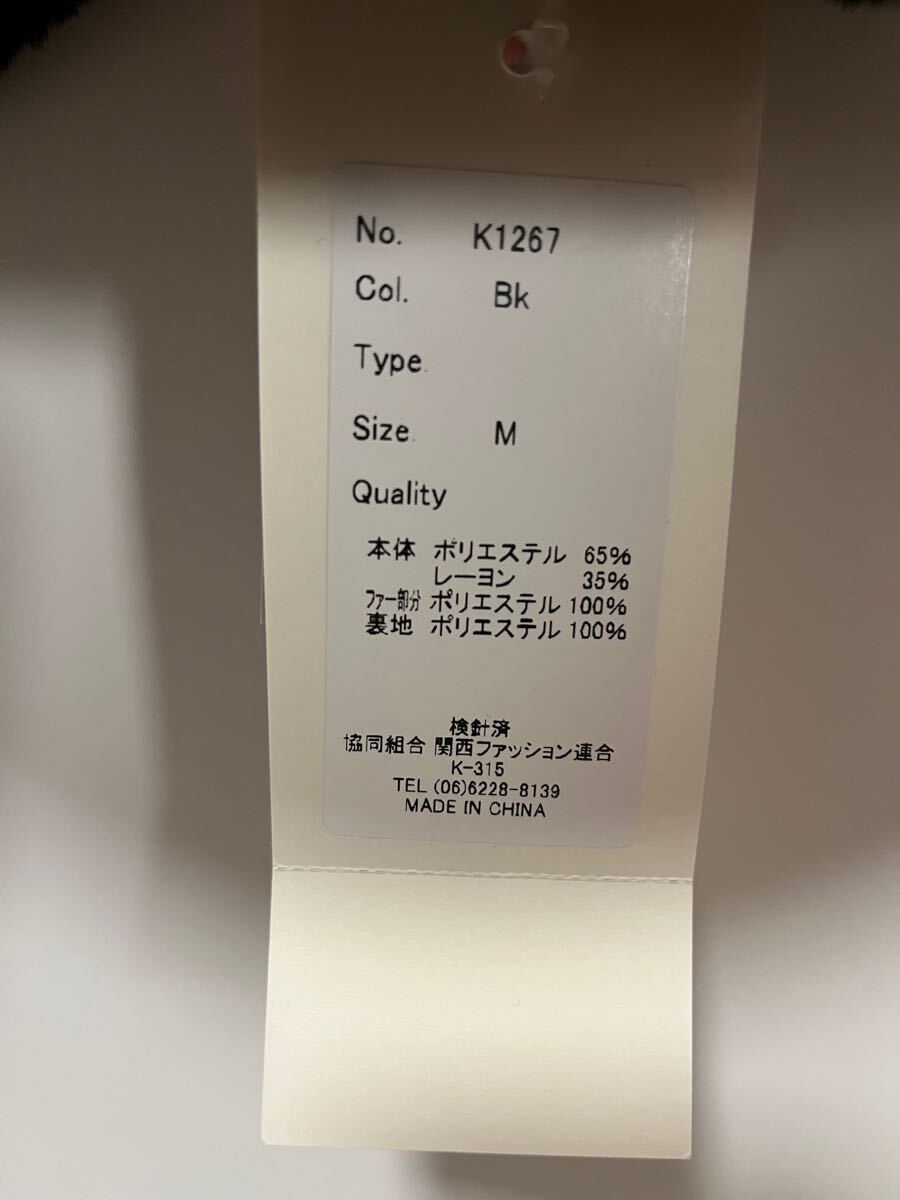 No. K1267
Col. Bk
Type.
Size. M
Quality
本体 ポリエステル 65%
レーヨン 35%
ファー部分 ポリエステル 100%
裏地 ポリエステル 100%
検針済
協同組合 関西ファッション連合
K-315
TEL (06)6228-8139
MADE IN CHINA